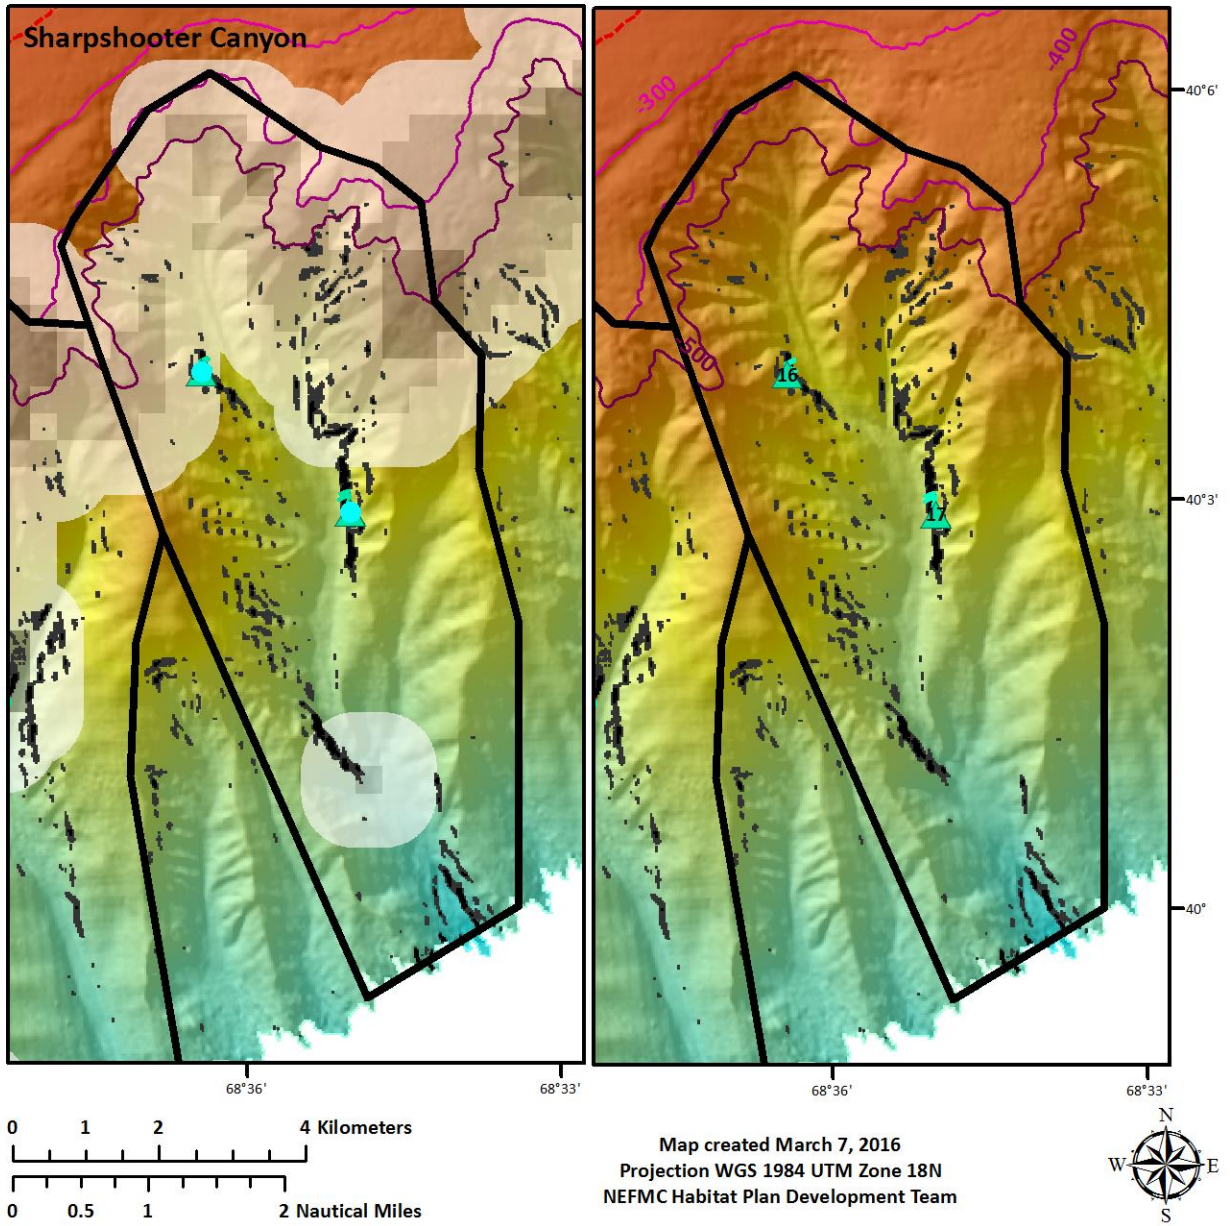 Sharpshooter Canyon
-300
-400
40°6'
-500
16
40°3'
17
40°
68°36'
68°33'
68°36'
68°33'
0 1 2 4 Kilometers
0 0.5 1 2 Nautical Miles
Map created March 7, 2016
Projection WGS 1984 UTM Zone 18N
NEFMC Habitat Plan Development Team
N
W E
S